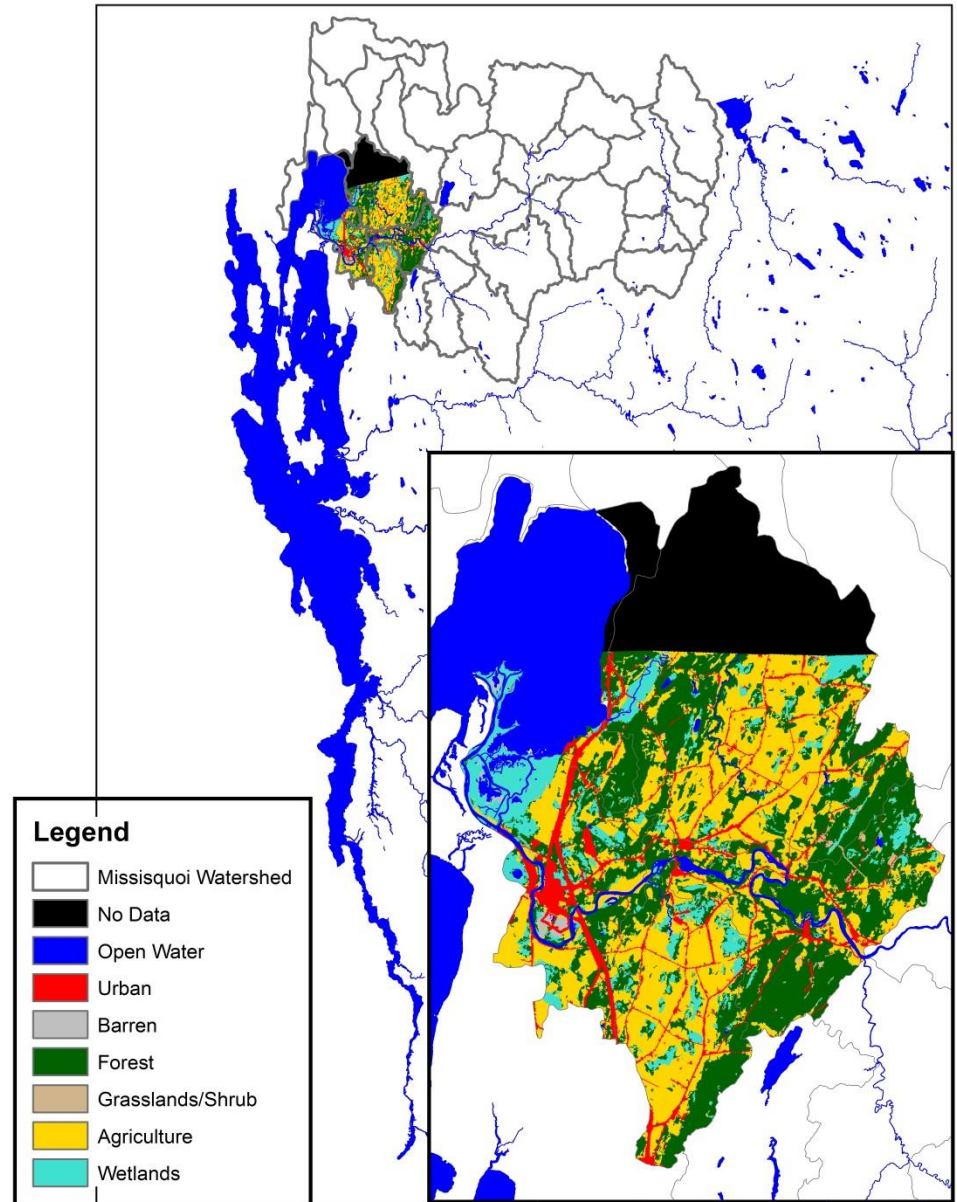 Legend
Missisquoi Watershed
No Data
Open Water
Urban
Barren
Forest
Grasslands/Shrub
Agriculture
Wetlands